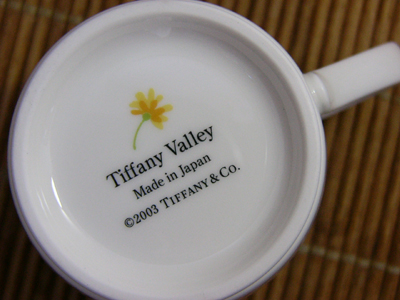 Tiffany Valley
Made in Japan
©2003 TIFFANY & CO.